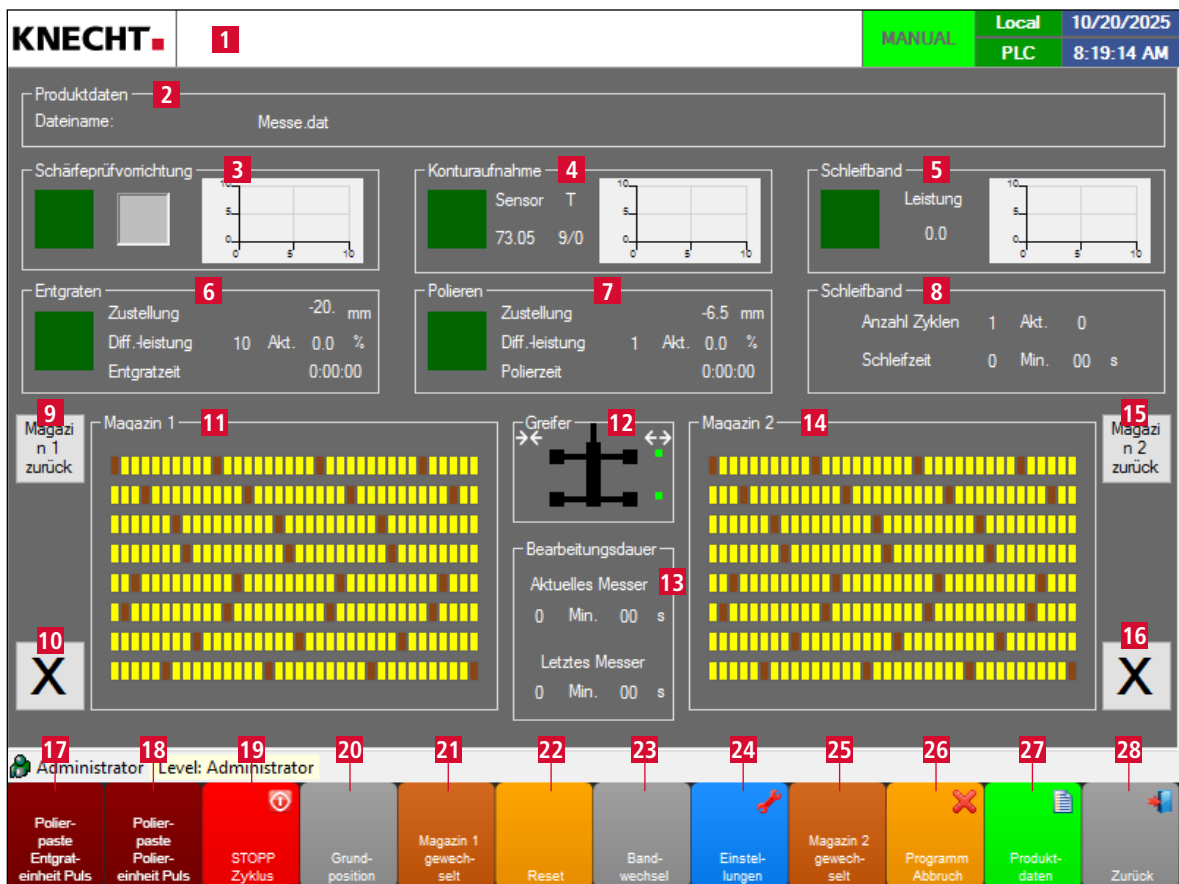 KNECHT
1
MANUAL
Local
10/20/2025
PLC
8:19:14 AM
Produktdaten
2
Dateiname:
Messe.dat
Schärfeprüfvorrichtung
3
10
5
0
0
5
10
Konturaufnahme
4
Sensor T
73.05 9/0
10
5
0
0
5
10
Schleifband
5
Leistung
0.0
10
5
0
0
5
10
Entgraten
6
Zustellung -20. mm
Diff.-leistung 10 Akt. 0.0 %
Entgratzeit 0:00:00
Polieren
7
Zustellung -6.5 mm
Diff.-leistung 1 Akt. 0.0 %
Polierzeit 0:00:00
Schleifband
8
Anzahl Zyklen 1 Akt. 0
Schleifzeit 0 Min. 00 s
9
Magazi
n 1
zurück
Magazin 1
11
Greifer
12
Magazin 2
14
15
Magazi
n 2
zurück
Bearbeitungsdauer
13
Aktuelles Messer
0 Min. 00 s
Letztes Messer
0 Min. 00 s
10
X
16
X
Administrator
Level: Administrator
17
18
19
20
21
22
23
24
25
26
27
28
Polier-
paste
Entgrat-
einheit Puls
Polier-
paste
Polier-
einheit Puls
STOPP
Zyklus
Grund-
position
Magazin 1
gewech-
selt
Reset
Band-
wechsel
Einstel-
lungen
Magazin 2
gewech-
selt
Programm
Abbruch
Produkt-
daten
Zurück